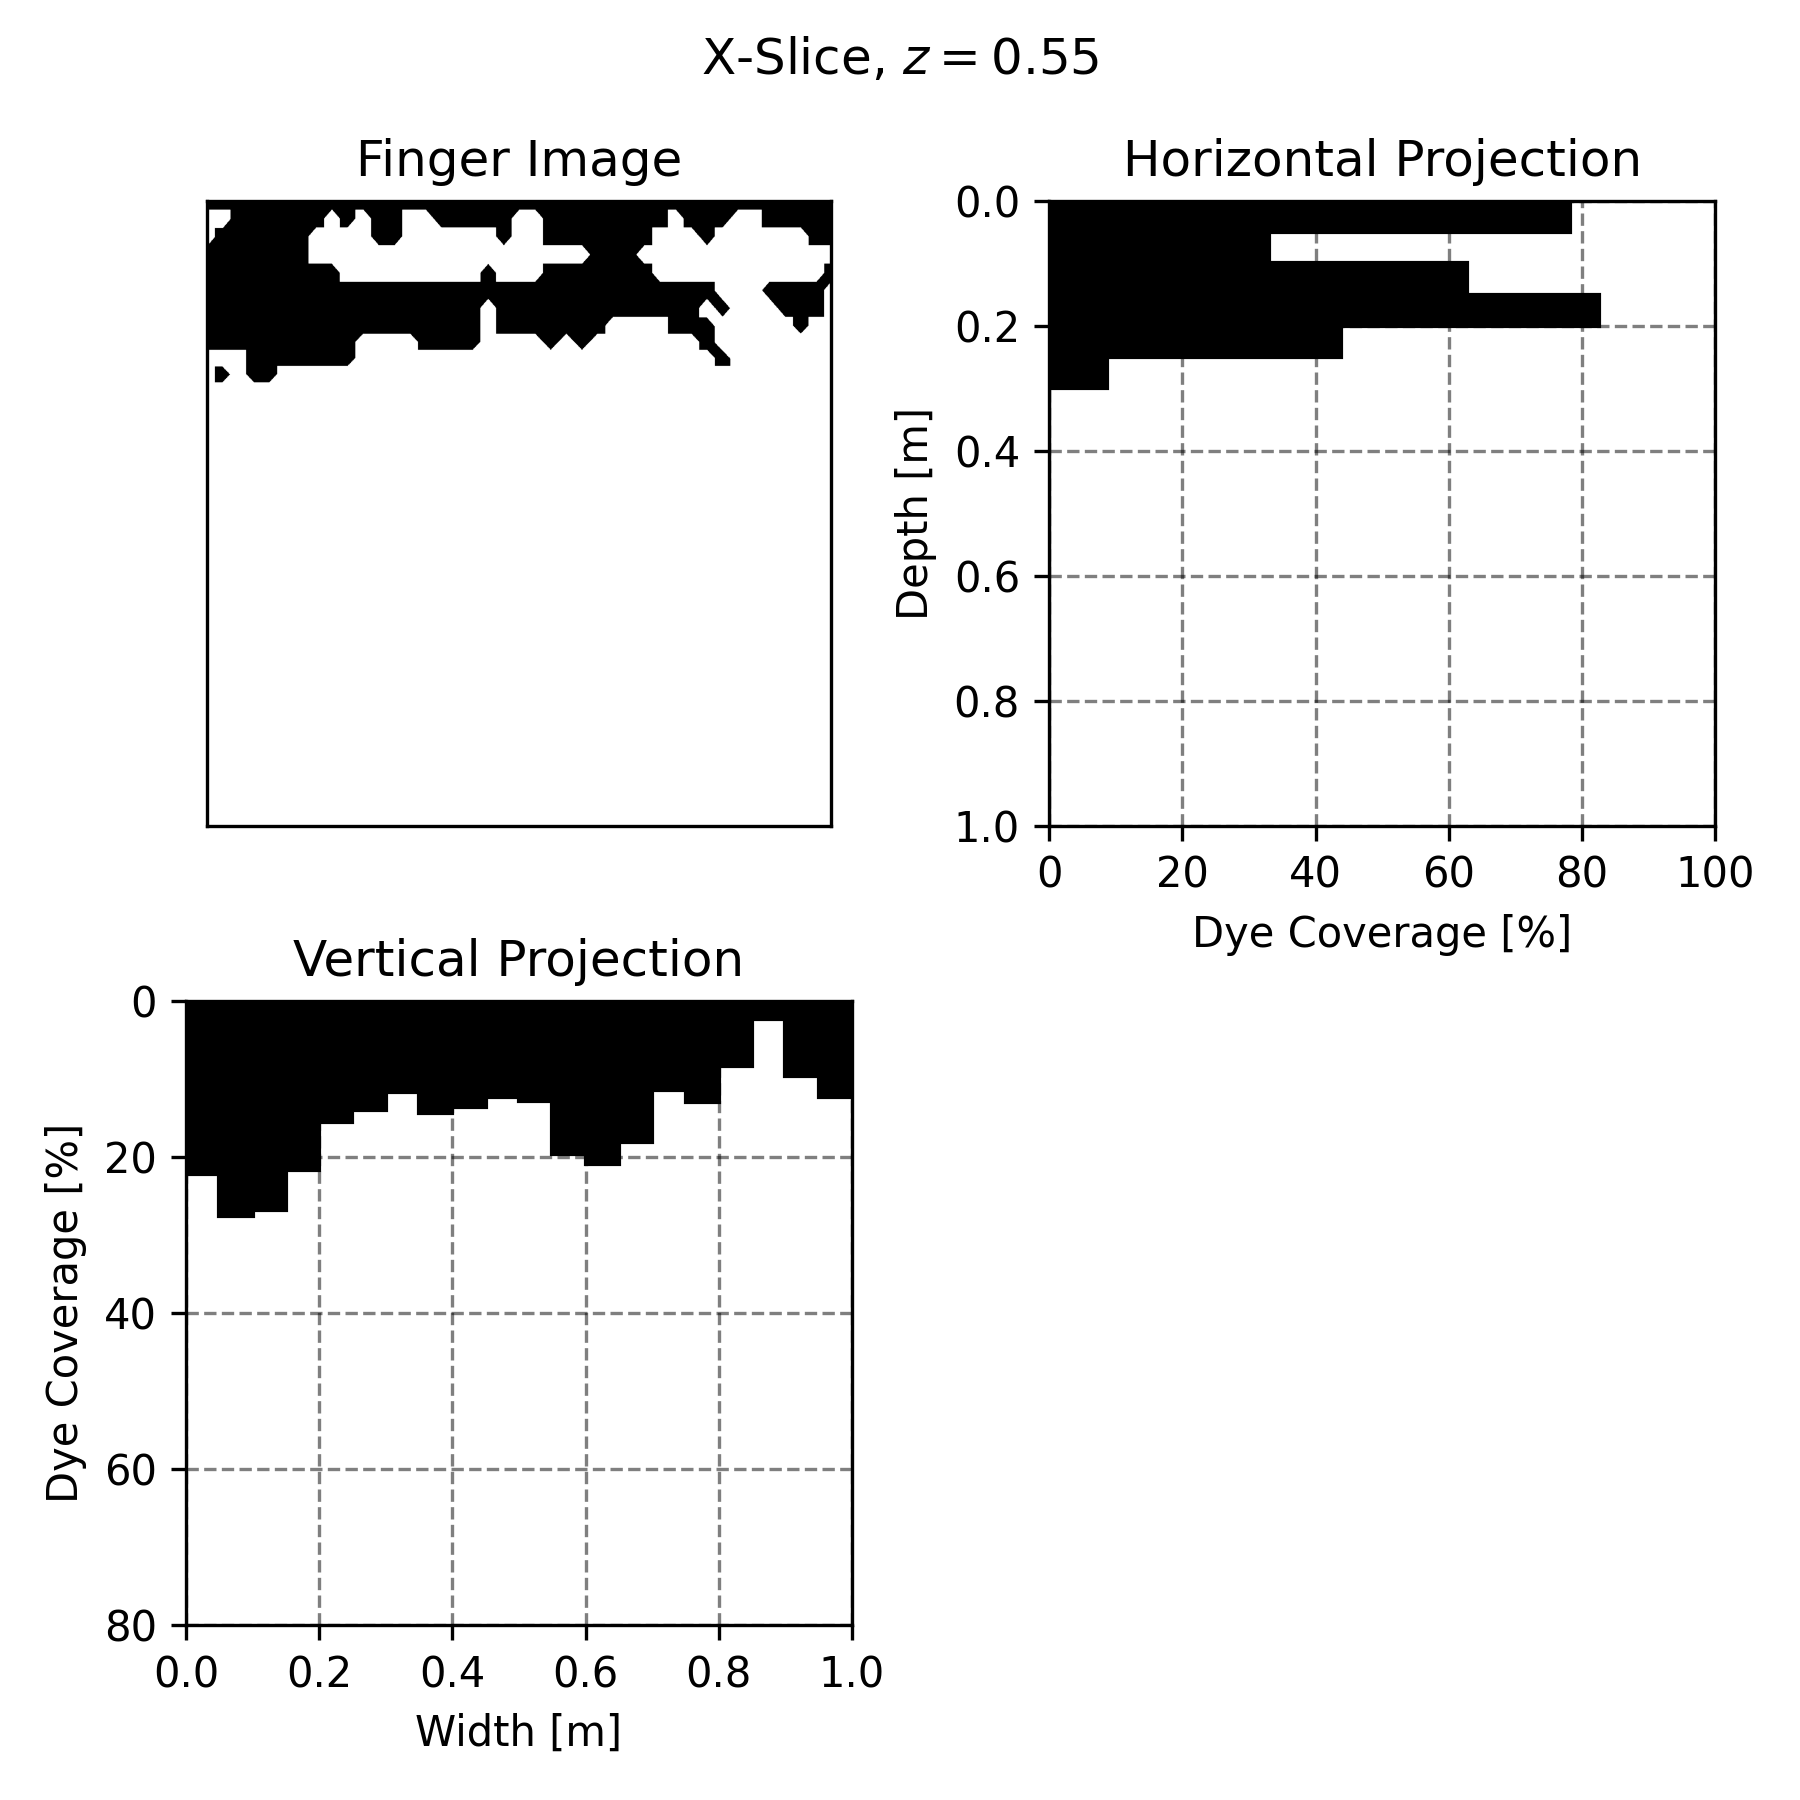 X-Slice, z = 0.55
Finger Image
Horizontal Projection
0.0
0.2
0.4
0.6
0.8
1.0
Depth [m]
0 20 40 60 80 100
Dye Coverage [%]
Vertical Projection
0
20
40
60
80
Dye Coverage [%]
0.0 0.2 0.4 0.6 0.8 1.0
Width [m]